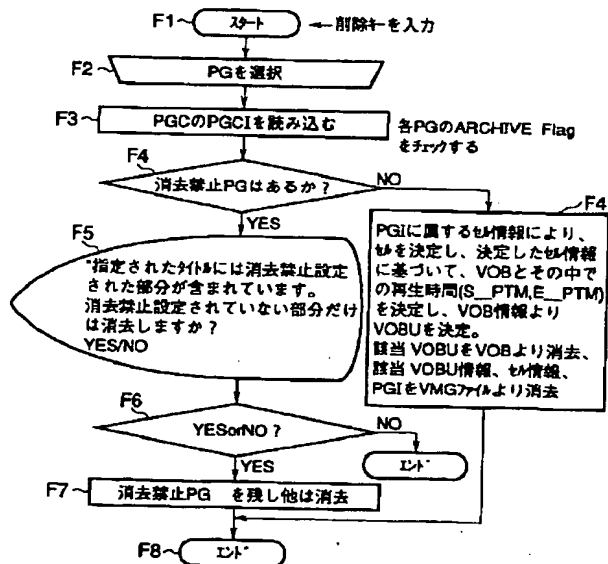 F1 スタート ←削除キーを入力
F2 PGを選択
F3 PGCのPGCIを読み込む
各PGのARCHIVE Flag
をチェックする
F4 消去禁止PGはあるか?
NO
YES
F4
PGIに属するセル情報により、
セルを決定し、決定したセル情報
に基づいて、VOBとその中で
の再生時間(S__PTM,E__PTM)
を決定し、VOB情報より
VOBUを決定。
該当 VOBUをVOBより消去、
該当VOBU情報、セル情報、
PGIをVMGファイルより消去
F5
"指定されたタイトルには消去禁止設定
された部分が含まれています。
消去禁止設定されていない部分だけ
は消去しますか?
YES/NO
F6 YESorNO?
NO
エンド
YES
F7 消去禁止PG を残し他は消去
F8 エンド